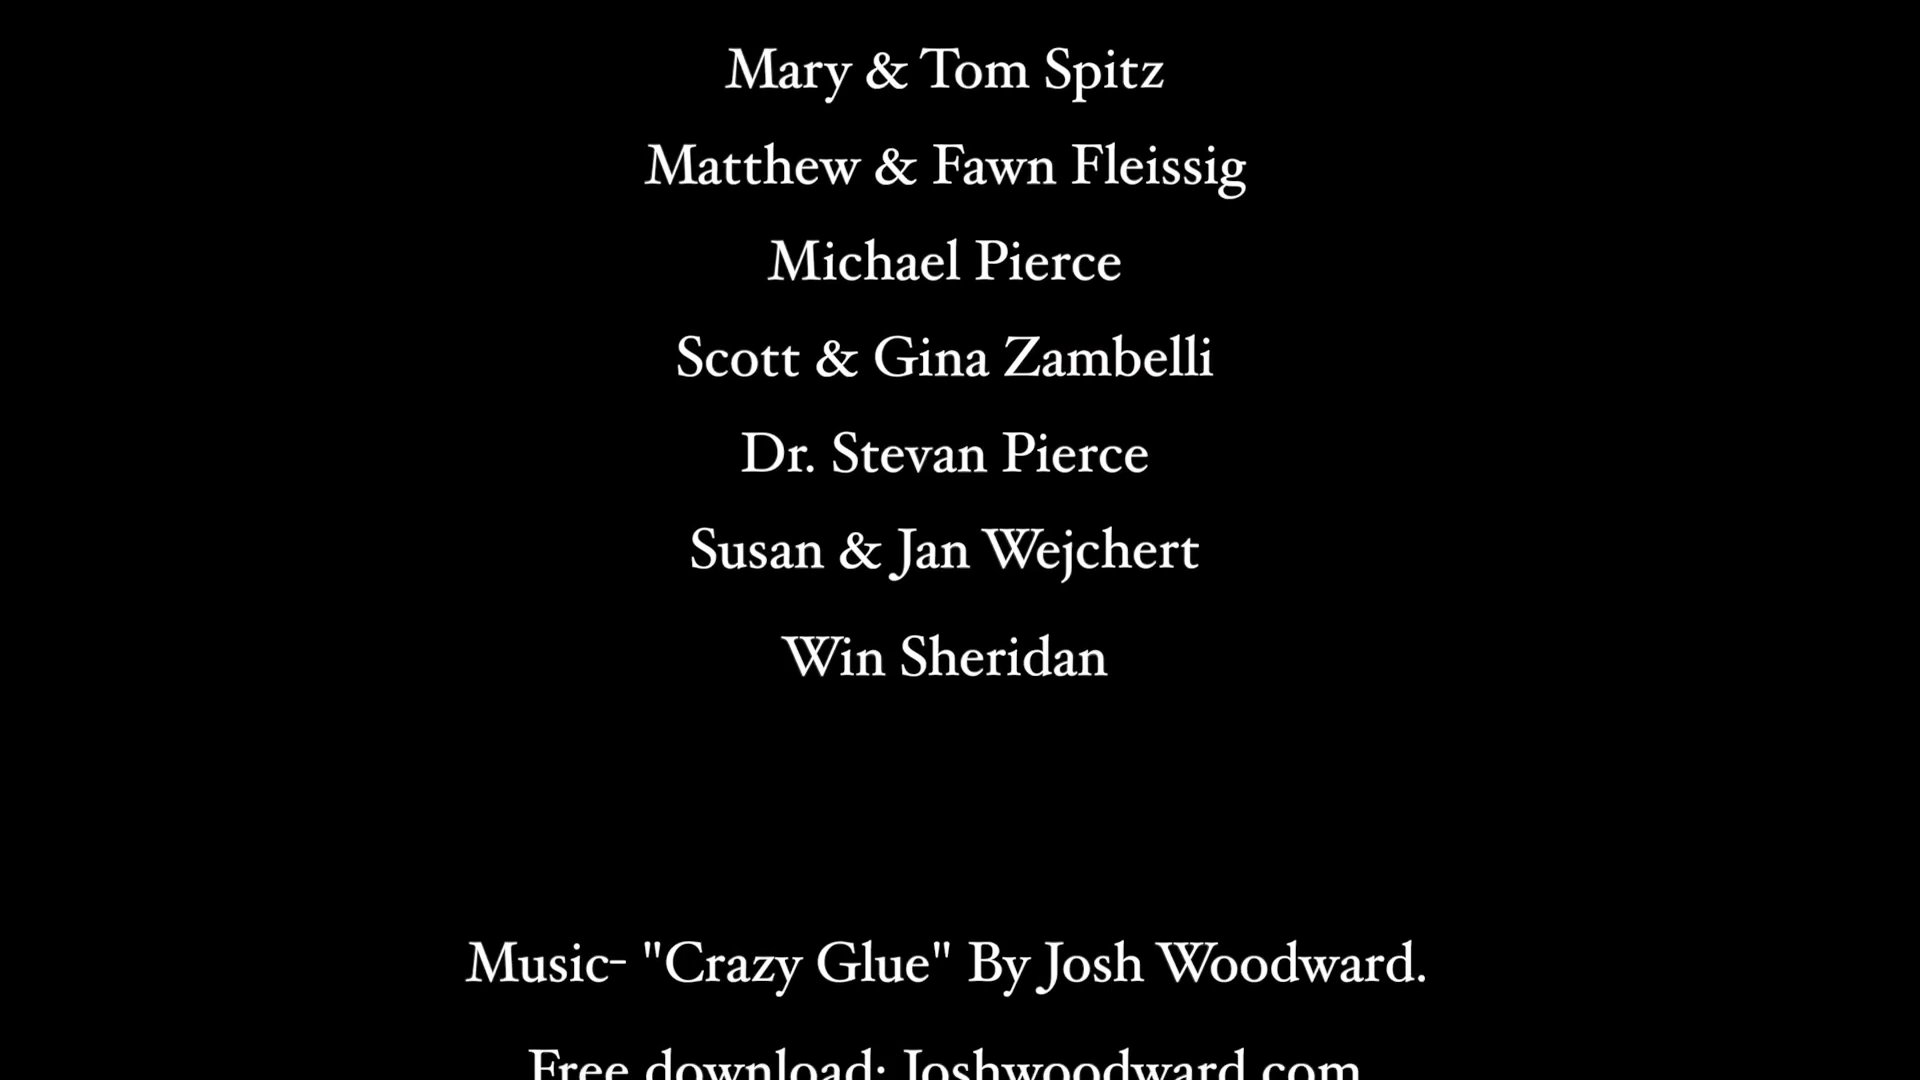 Mary & Tom Spitz
Matthew & Fawn Fleissig
Michael Pierce
Scott & Gina Zambelli
Dr. Stevan Pierce
Susan & Jan Wejchert
Win Sheridan
Music- "Crazy Glue" By Josh Woodward.
Free download: Joshwoodward.com